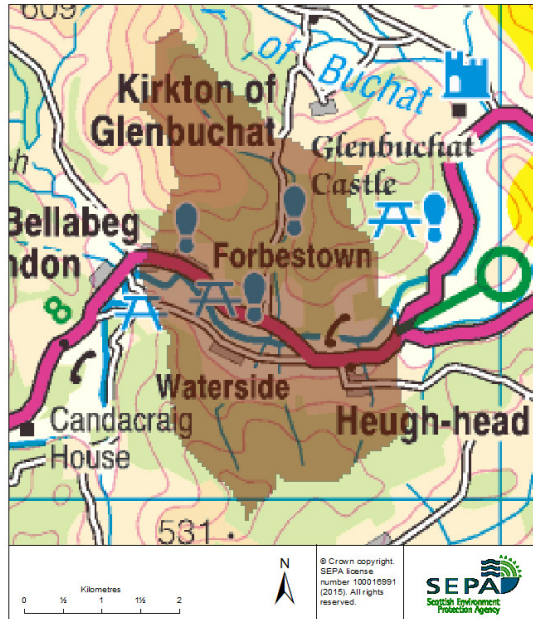 609
of Buchat
Kirkton of
Glenbuchat
Glenbuchat
Castle
Bellabeg
ndon
Forbestown
8
Waterside
Candacraig
House
Heugh-head
531
Kilometres
0 ½ 1 1½ 2
N
© Crown copyright.
SEPA license
number 100016991
(2015). All rights
reserved.
SEPA
Scottish Environment
Protection Agency